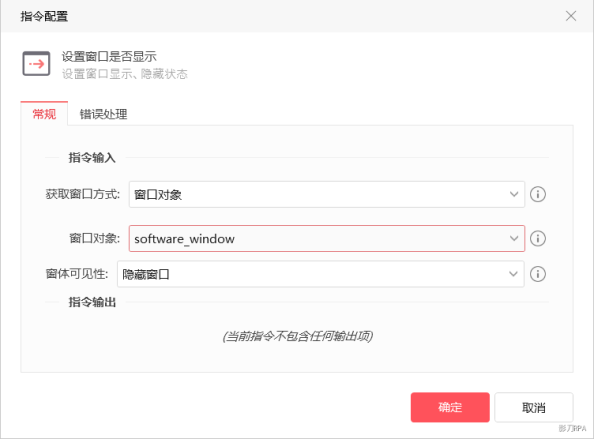 指令配置
设置窗口是否显示
设置窗口显示、隐藏状态
常规 错误处理
指令输入
获取窗口方式: 窗口对象
窗口对象: software_window
窗体可见性: 隐藏窗口
指令输出
(当前指令不包含任何输出项)
确定 取消
影刀RPA